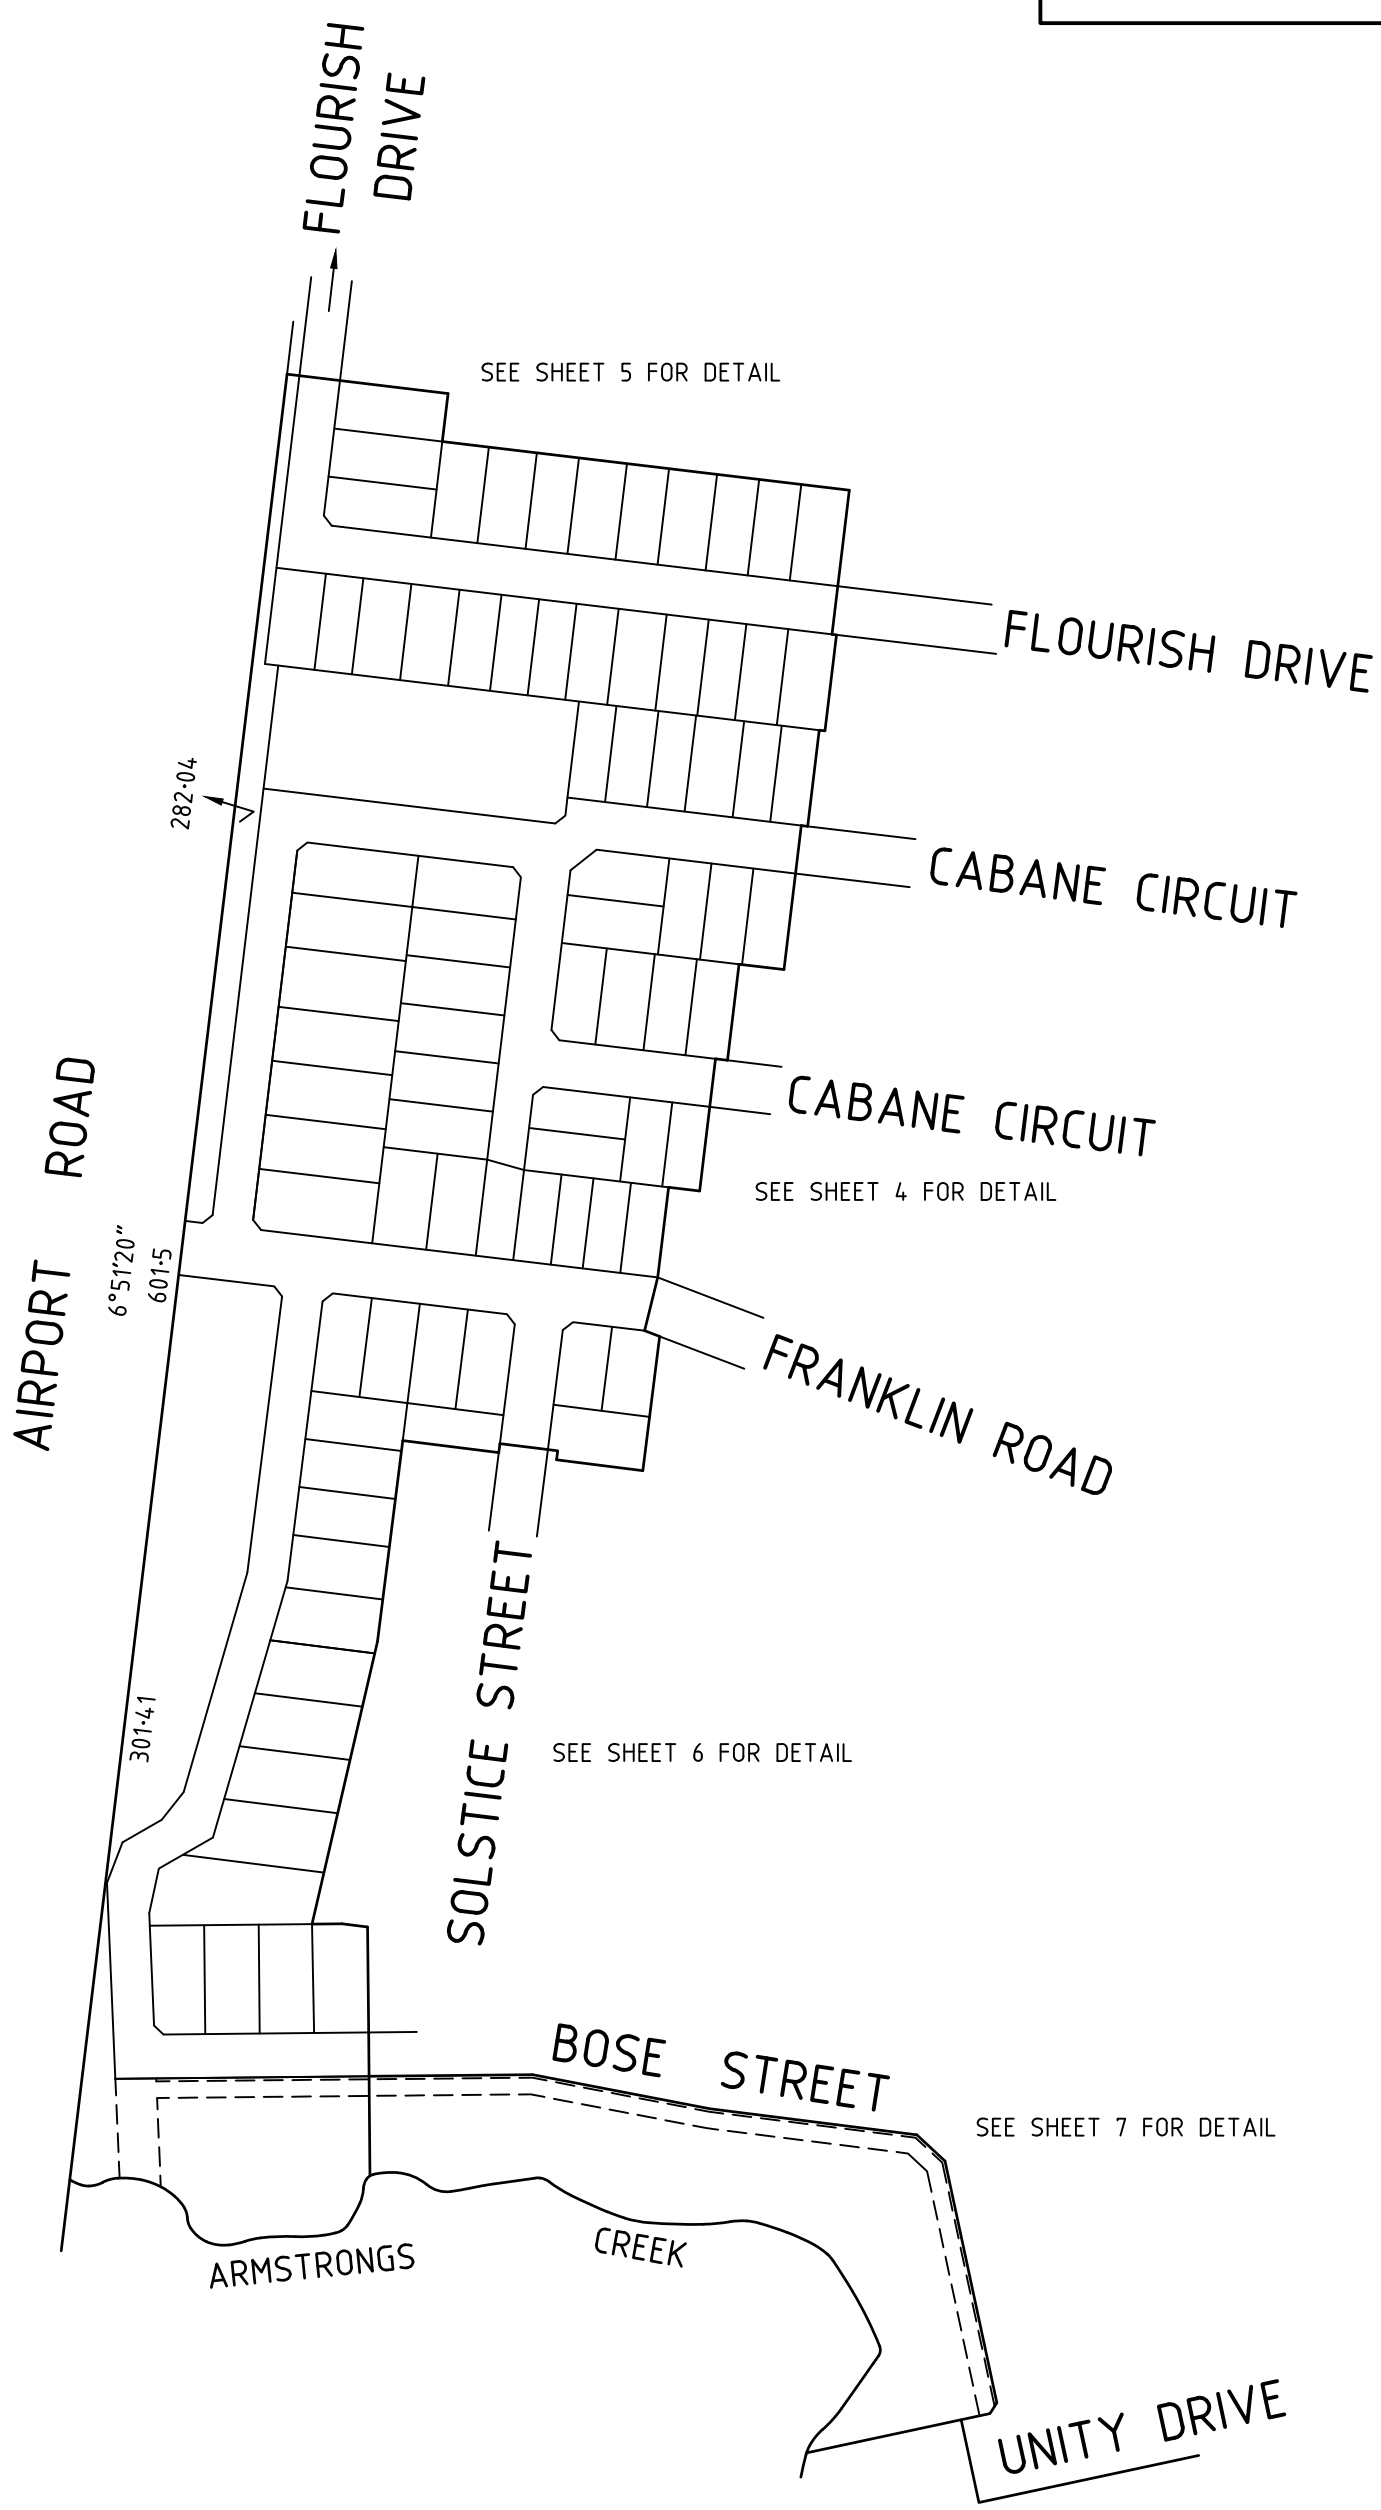 FLOURISH
DRIVE
SEE SHEET 5 FOR DETAIL
FLOURISH DRIVE
282·04
CABANE CIRCUIT
CABANE CIRCUIT
SEE SHEET 4 FOR DETAIL
AIRPORT ROAD
6°51'20"
601·5
FRANKLIN ROAD
SOLSTICE STREET
301·41
SEE SHEET 6 FOR DETAIL
BOSE STREET
SEE SHEET 7 FOR DETAIL
ARMSTRONGS CREEK
UNITY DRIVE